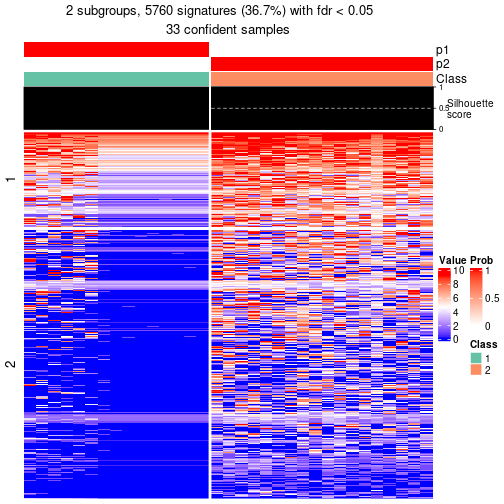 2 subgroups, 5760 signatures (36.7%) with fdr < 0.05
33 confident samples
p1
p2
Class
1
0.5
0
Silhouette
score
1
2
Value
10
8
6
4
2
0
Prob
1
0.5
0
Class
1
2